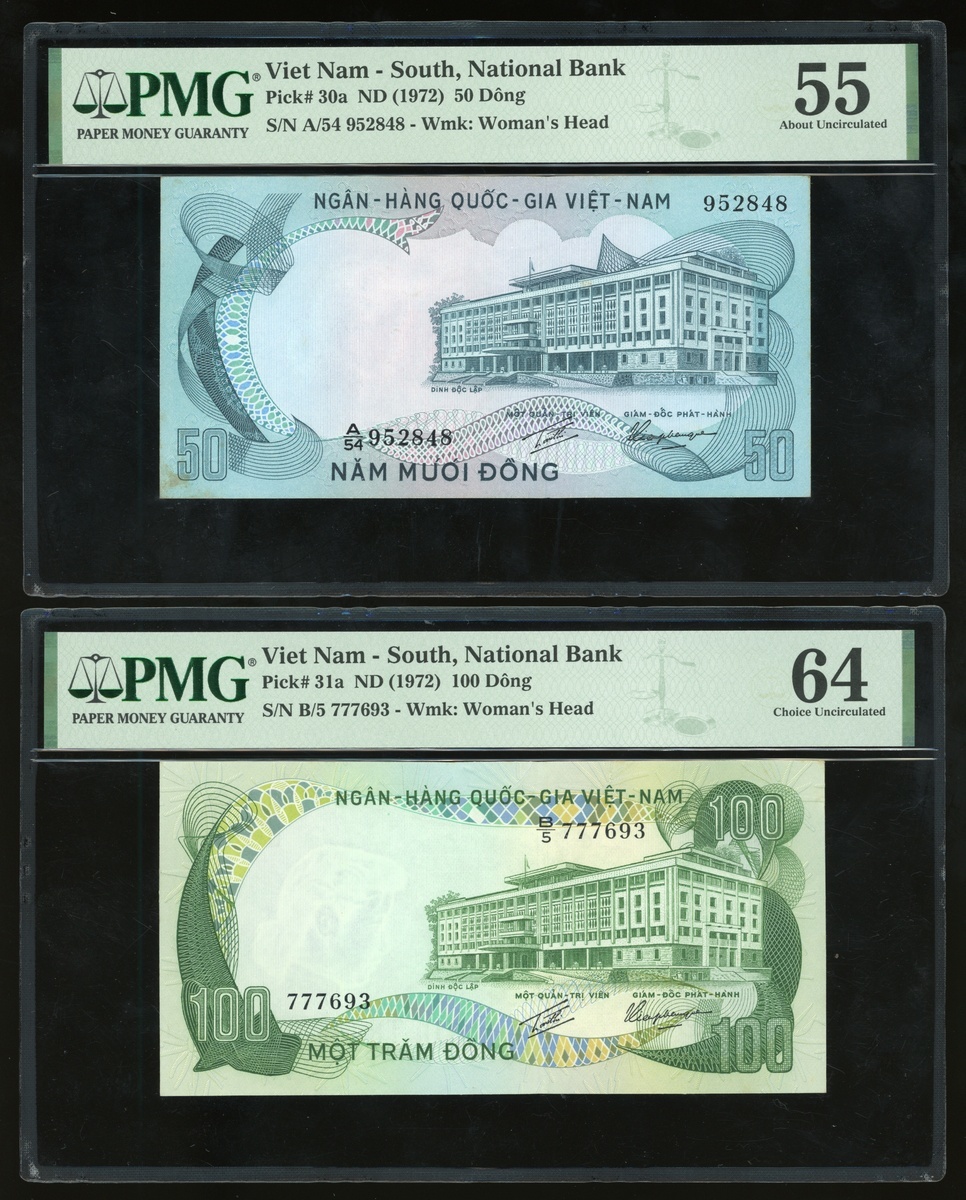 PMG®
PAPER MONEY GUARANTY
Viet Nam - South, National Bank
Pick# 30a ND (1972) 50 Dông
S/N A/54 952848 - Wmk: Woman's Head
55
About Uncirculated
NGÂN-HÀNG QUỐC-GIA VIỆT-NAM
952848
DINH ĐỘC LẬP
MỘT QUẢN-TRỊ VIÊN
GIÁM-ĐỐC PHÁT-HÀNH
A/54 952848
50
50
NĂM MƯƠI ĐỒNG
PMG®
PAPER MONEY GUARANTY
Viet Nam - South, National Bank
Pick# 31a ND (1972) 100 Dông
S/N B/5 777693 - Wmk: Woman's Head
64
Choice Uncirculated
NGÂN-HÀNG QUỐC-GIA VIỆT-NAM
100
B/5 777693
DINH ĐỘC LẬP
MỘT QUẢN-TRỊ VIÊN
GIÁM-ĐỐC PHÁT-HÀNH
100
777693
100
MỘT TRĂM ĐỒNG